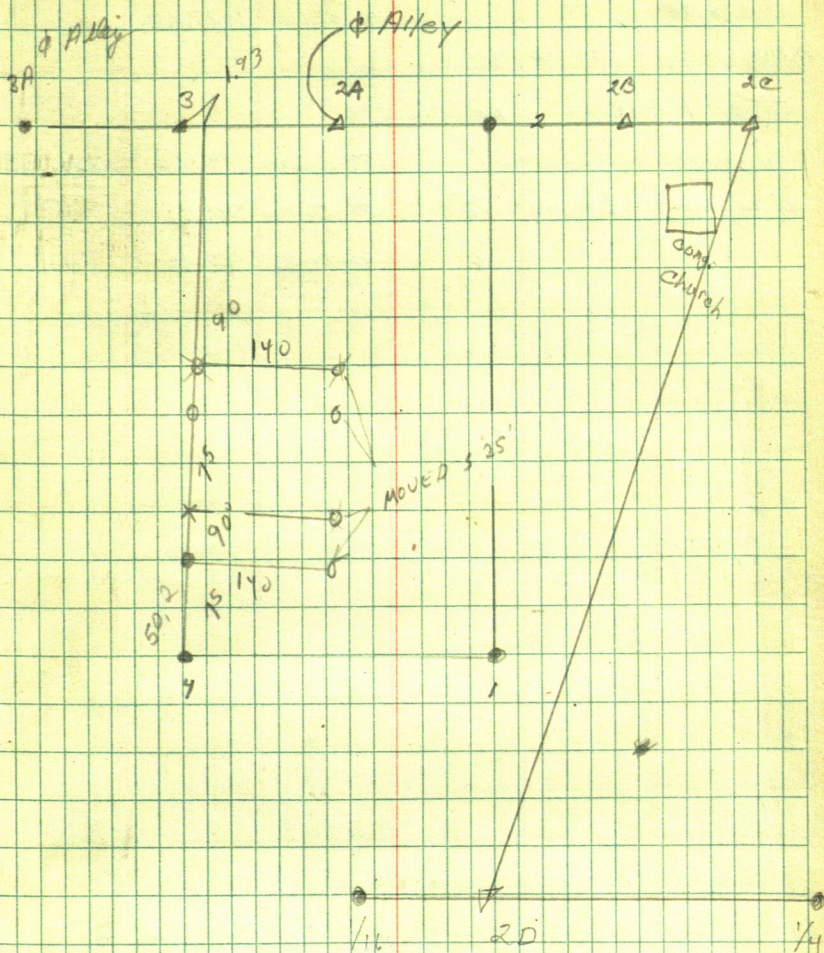 ℄ Alley
℄ Alley
3A
3
1.93
2A
2
2B
2C
Cong.
Church
90
140
75
MOVED S 25'
90
140
50.2
75
4
1
1/16
2D
1/4